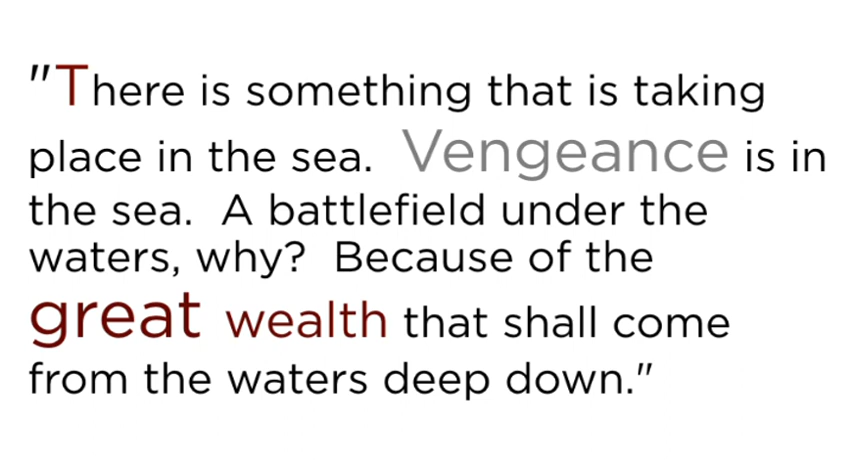 "There is something that is taking
place in the sea.  Vengeance is in
the sea.  A battlefield under the
waters, why?  Because of the
great wealth that shall come
from the waters deep down."